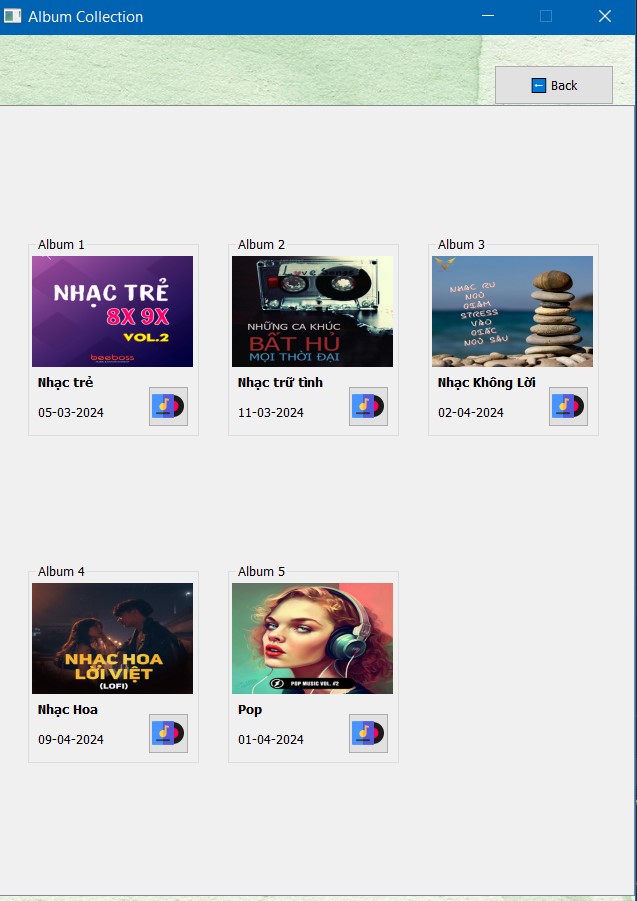 Album Collection
← Back
Album 1
Album 2
Album 3
NHẠC TRẺ
8X 9X
VOL.2
beeboss
Love Songs
NHỮNG CA KHÚC
BẤT HỦ
MỌI THỜI ĐẠI
NHẠC RU
NGỦ
GIẢM
STRESS
VÀO
GIẤC
NGỦ SÂU
Nhạc trẻ
05-03-2024
Nhạc trữ tình
11-03-2024
Nhạc Không Lời
02-04-2024
Album 4
Album 5
NHẠC HOA
LỜI VIỆT
(LOFI)
POP MUSIC VOL. #2
Nhạc Hoa
09-04-2024
Pop
01-04-2024